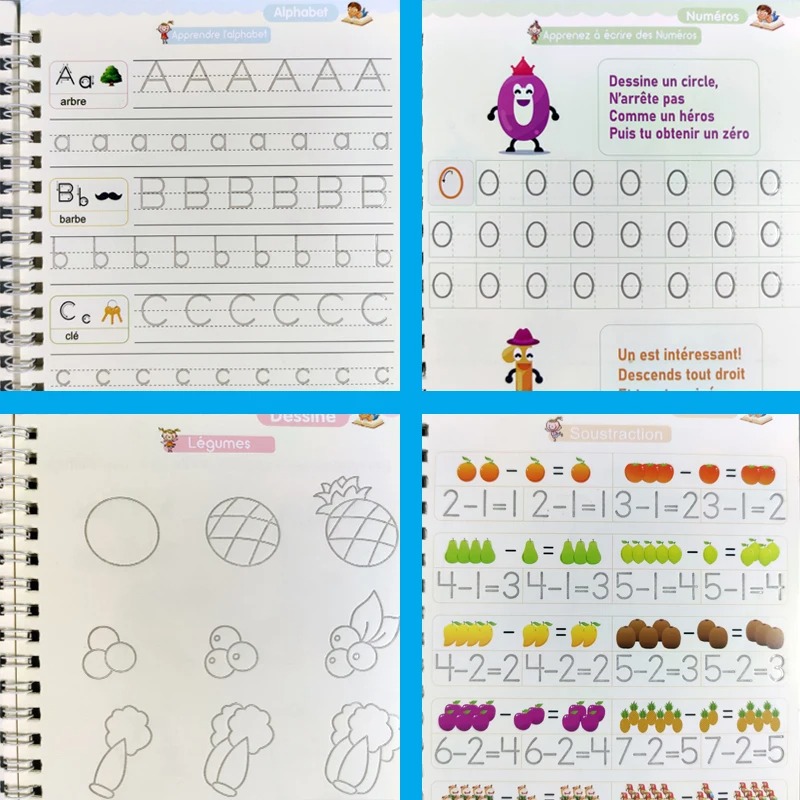 Alphabet
Apprendre l'alphabet
A a A A A A A A
arbre
a a a a a a a a a
B b B B B B B B
barbe
b b b b b b b b b
C c C C C C C C
clé
c c c c c c c c c
Numéros
Apprenez à écrire des Numéros
Dessine un circle,
N'arrête pas
Comme un héros
Puis tu obtenir un zéro
0 0 0 0 0 0 0 0
0 0 0 0 0 0 0 0
0 0 0 0 0 0 0 0
Un est intéressant!
Descends tout droit
Dessine
Légumes
Soustraction
- = - =
2-1=1 2-1=1 3-1=2 3-1=2
- = - =
4-1=3 4-1=3 5-1=4 5-1=4
- = - =
4-2=2 4-2=2 5-2=3 5-2=3
- = - =
6-2=4 6-2=4 7-2=5 7-2=5
- = - =